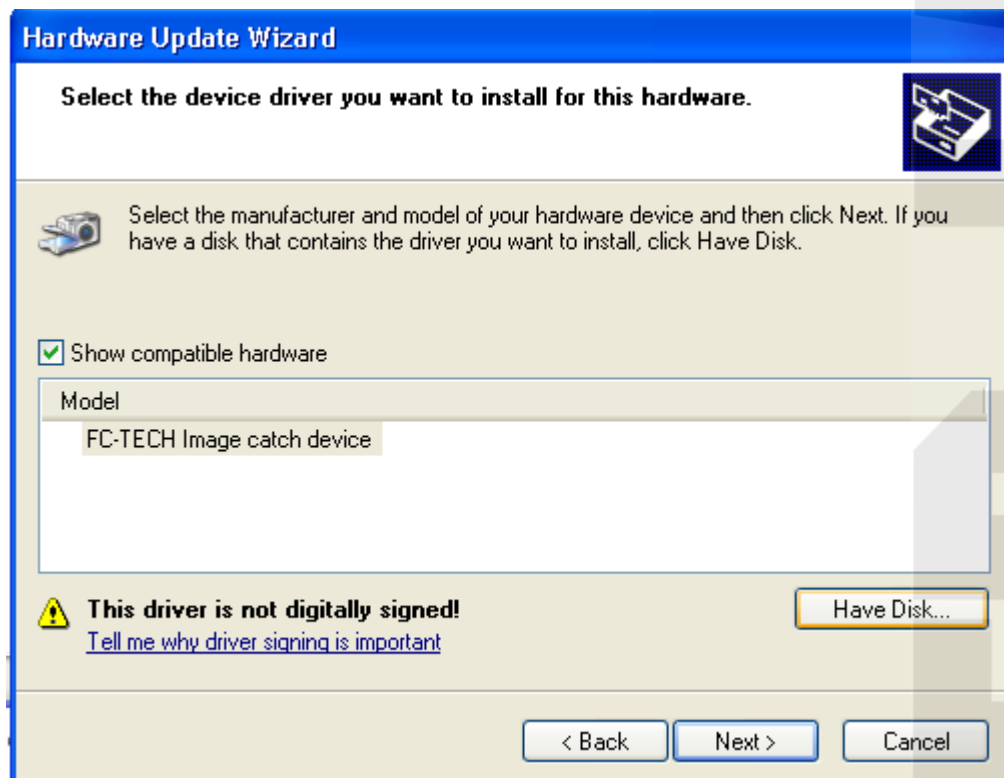 Hardware Update Wizard
Select the device driver you want to install for this hardware.
Select the manufacturer and model of your hardware device and then click Next. If you
have a disk that contains the driver you want to install, click Have Disk.
Show compatible hardware
Model
FC-TECH Image catch device
This driver is not digitally signed!
Have Disk...
Tell me why driver signing is important
< Back
Next >
Cancel